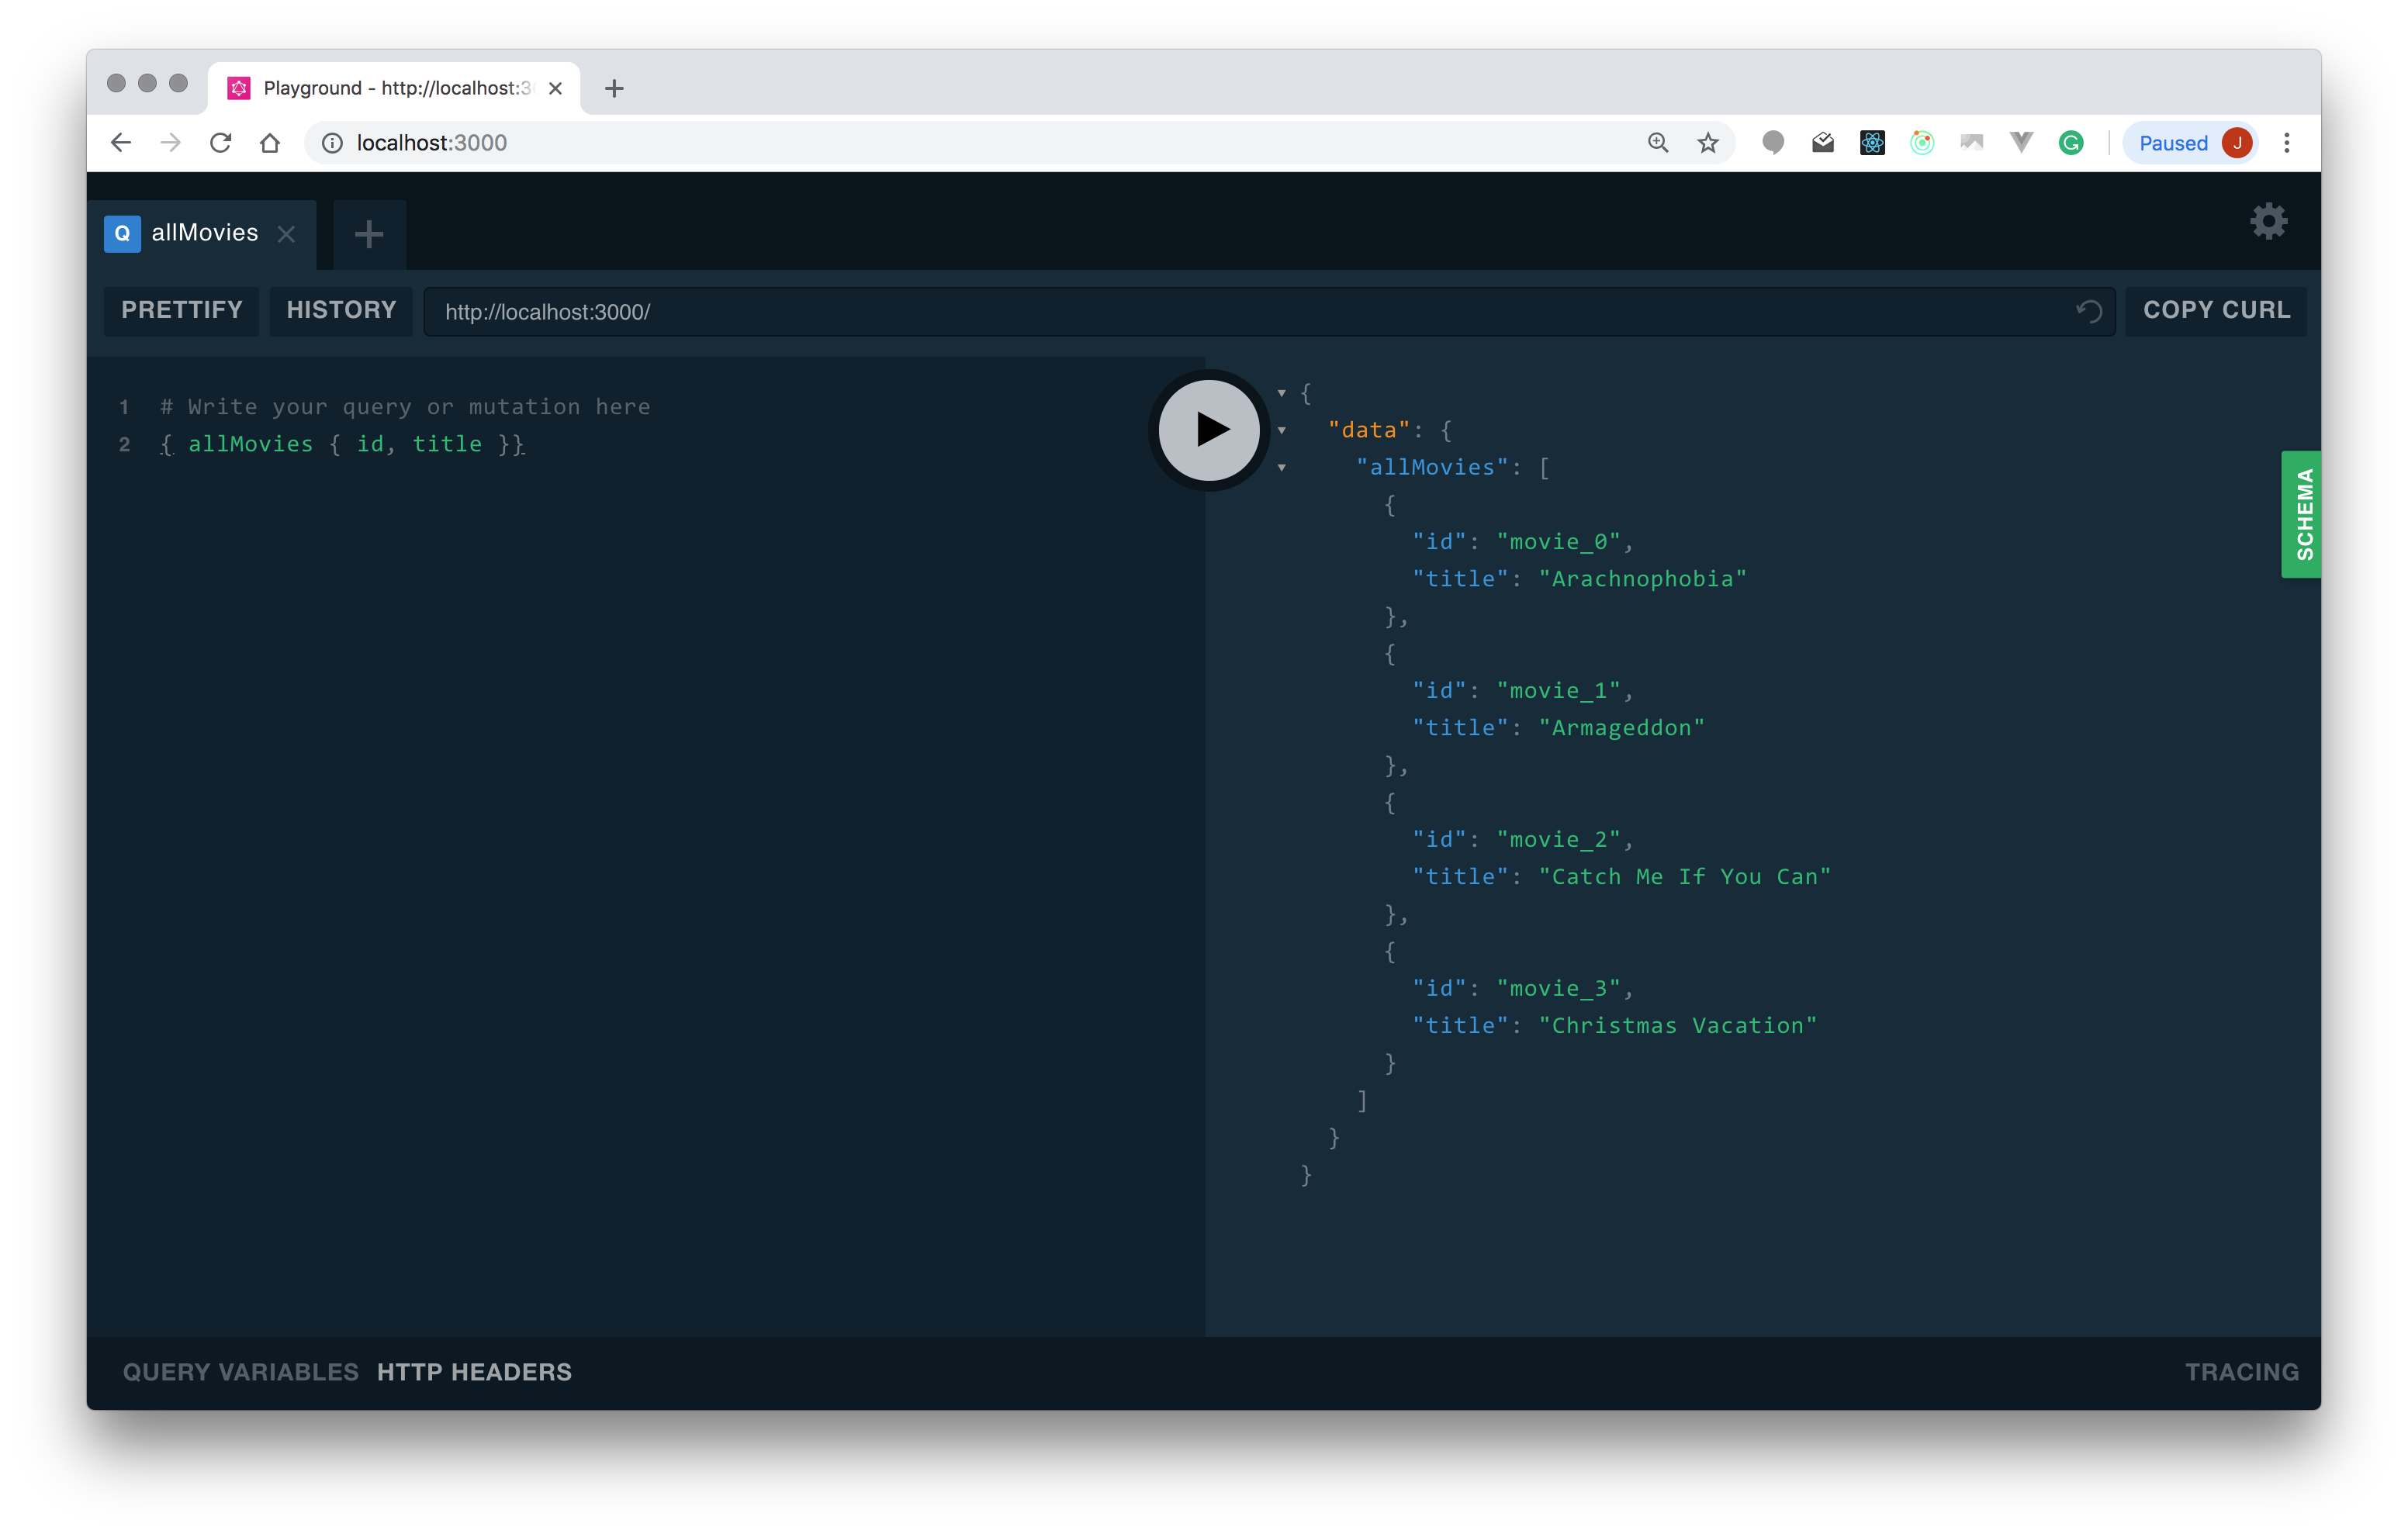 Playground - http://localhost:3
localhost:3000
Paused J
Q allMovies
PRETTIFY HISTORY http://localhost:3000/ COPY CURL
1 # Write your query or mutation here
2 { allMovies { id, title }}
{
"data": {
"allMovies": [
{
"id": "movie_0",
"title": "Arachnophobia"
},
{
"id": "movie_1",
"title": "Armageddon"
},
{
"id": "movie_2",
"title": "Catch Me If You Can"
},
{
"id": "movie_3",
"title": "Christmas Vacation"
}
]
}
}
SCHEMA
QUERY VARIABLES HTTP HEADERS TRACING